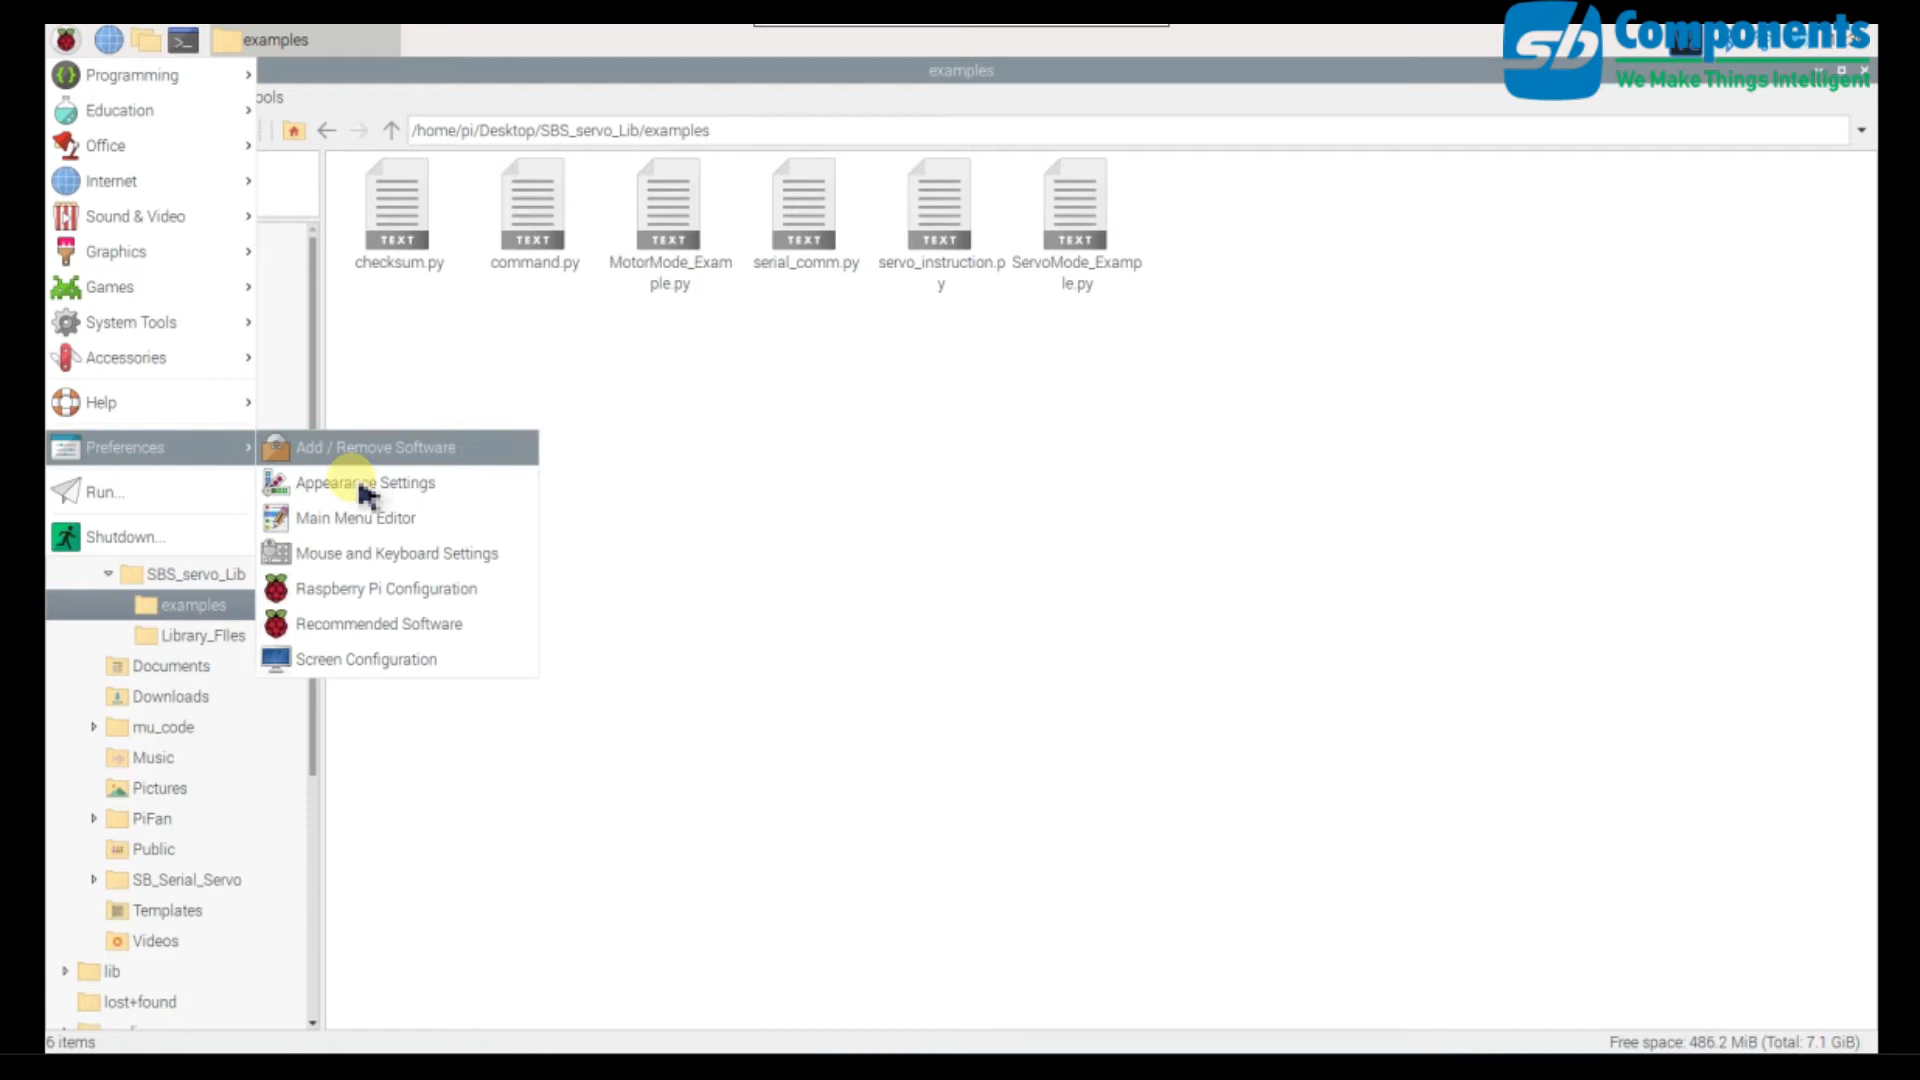 examples
sb Components
We Make Things Intelligent
examples
Programming
Education
Office
Internet
Sound & Video
Graphics
Games
System Tools
Accessories
Help
Preferences
Run...
Shutdown...
ools
/home/pi/Desktop/SBS_servo_Lib/examples
TEXT
TEXT
TEXT
TEXT
TEXT
TEXT
checksum.py
command.py
MotorMode_Exam
ple.py
serial_comm.py
servo_instruction.p
y
ServoMode_Examp
le.py
Add / Remove Software
Appearance Settings
Main Menu Editor
Mouse and Keyboard Settings
Raspberry Pi Configuration
Recommended Software
Screen Configuration
SBS_servo_Lib
examples
Library_FIles
Documents
Downloads
mu_code
Music
Pictures
PiFan
Public
SB_Serial_Servo
Templates
Videos
lib
lost+found
6 items
Free space: 486.2 MiB (Total: 7.1 GiB)